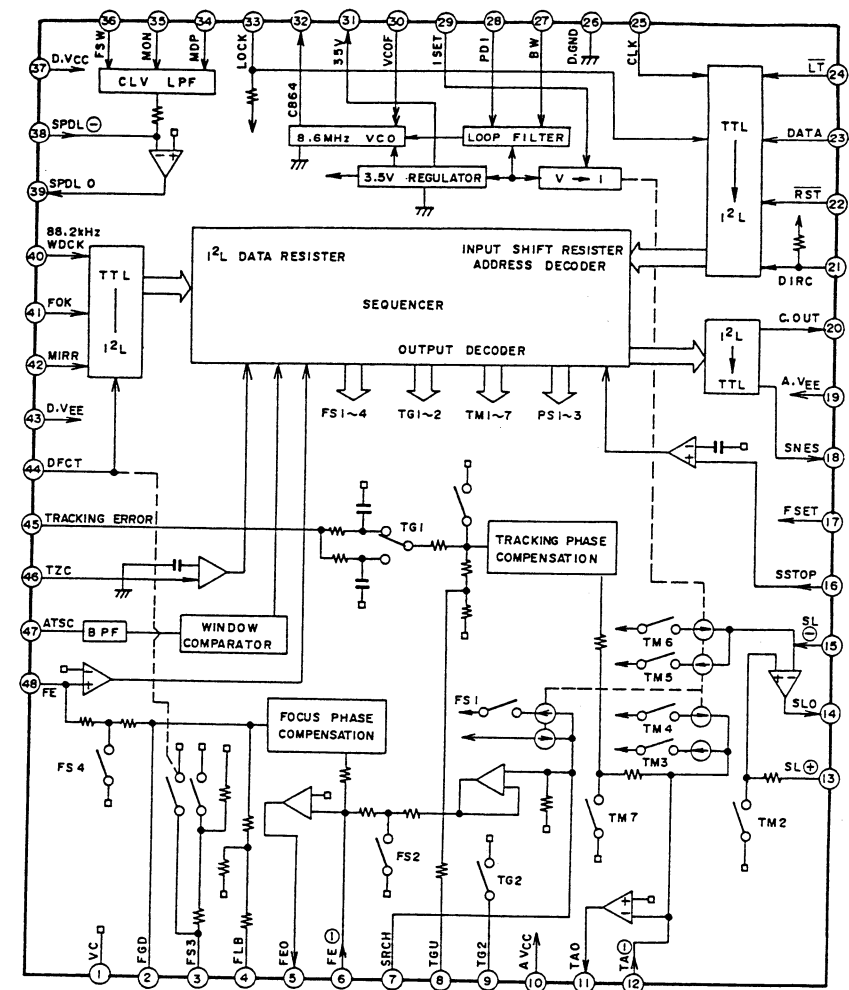 36 35 34 33 32 31 30 29 28 27 26 25
FSW MON MDP LOCK C864 35V VCOF ISET PDI BW D.GND CLK
37 D.VCC
CLV LPF
38 SPDL ⊖
39 SPDL O
8.6MHz VCO
LOOP FILTER
3.5V REGULATOR
V → I
TTL
I²L
LT 24
DATA 23
RST 22
21
DIRC
88.2kHz
WDCK
40
41 FOK
42 MIRR
43 D.VEE
44 DFCT
TTL
I²L
I²L DATA RESISTER
INPUT SHIFT RESISTER
ADDRESS DECODER
SEQUENCER
OUTPUT DECODER
FS1~4 TG1~2 TM1~7 PS1~3
I²L
TTL
C.OUT 20
A.VEE 19
SNES 18
FSET 17
SSTOP 16
45 TRACKING ERROR
TG1
TRACKING PHASE
COMPENSATION
46 TZC
47 ATSC
BPF
WINDOW
COMPARATOR
48
FE
SL
⊖ 15
TM6
TM5
SLO 14
FS1
TM4
TM3
SL ⊕ 13
FOCUS PHASE
COMPENSATION
FS4
FS2
TG2
TM7
TM2
VC FGD FS3 FLB FEO FE⊖ SRCH TGU TG2 AVCC TAO TA⊖
1 2 3 4 5 6 7 8 9 10 11 12